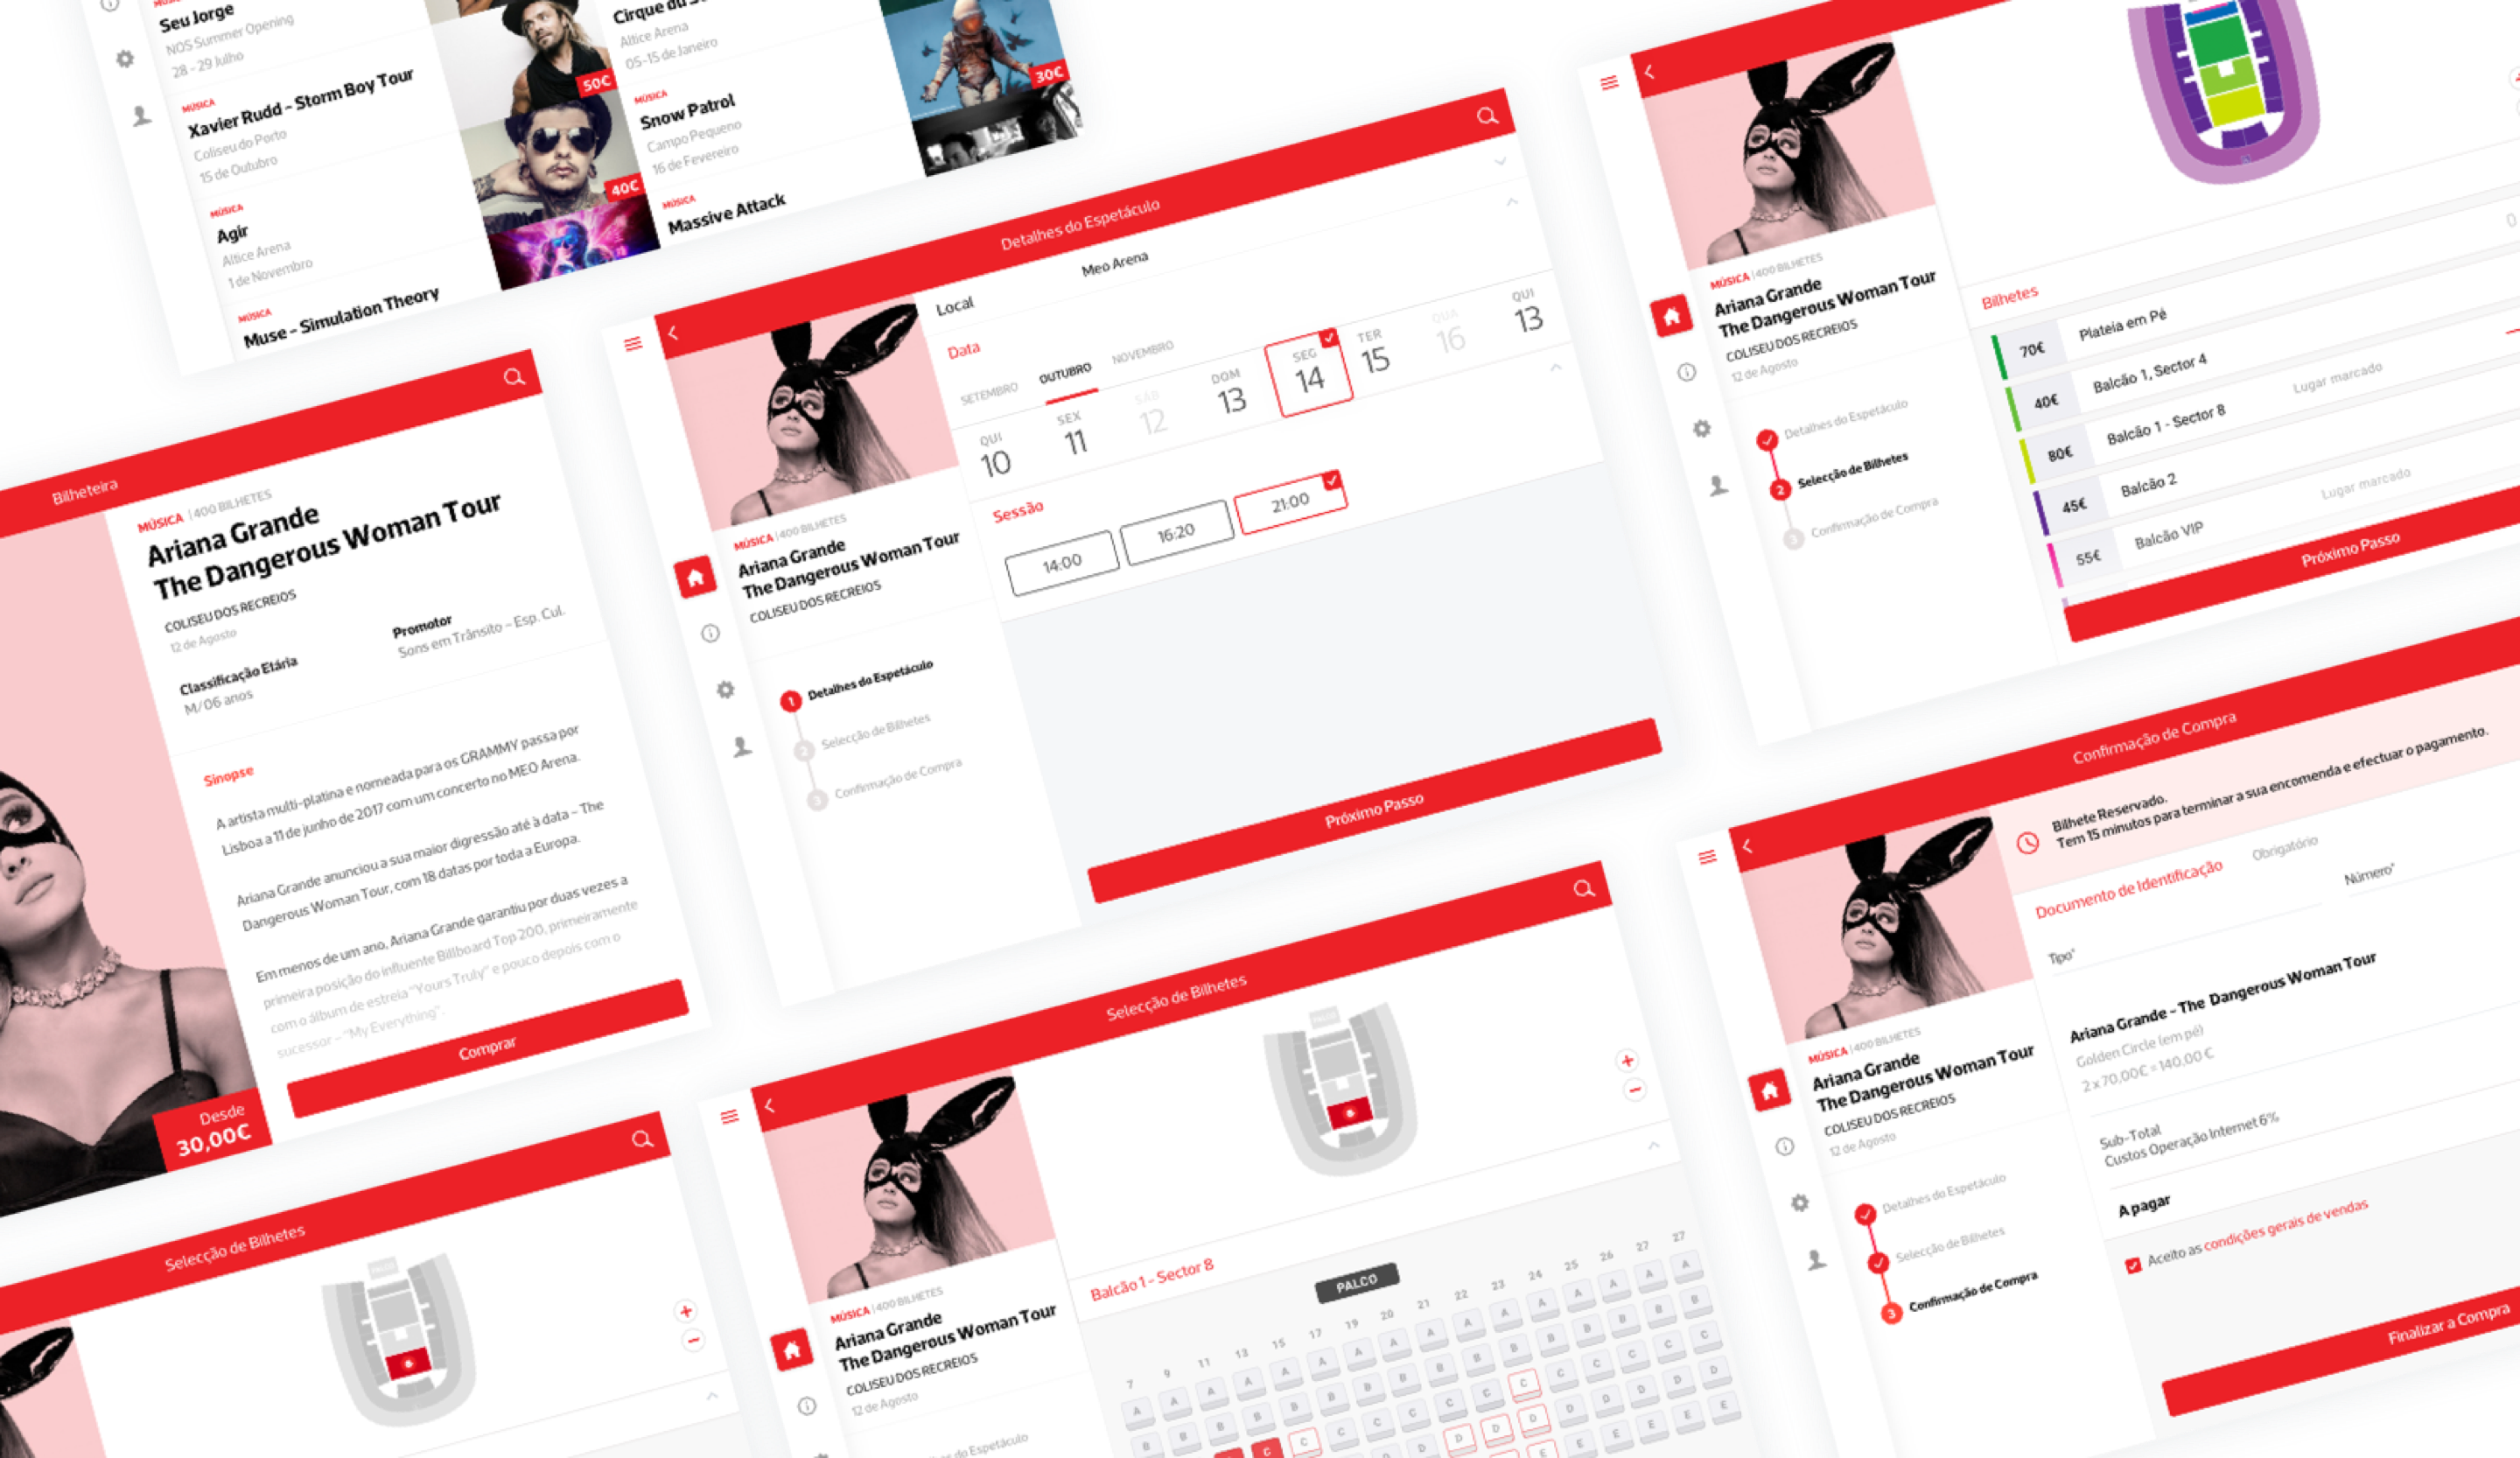 MÚSICA
Seu Jorge
NOS Summer Opening
28 - 29 Julho
MÚSICA
Xavier Rudd - Storm Boy Tour
Coliseu do Porto
15 de Outubro
50€
MÚSICA
Agir
Altice Arena
1 de Novembro
40€
MÚSICA
Muse - Simulation Theory
Altice Arena
05-15 de Janeiro
MÚSICA
Snow Patrol
Campo Pequeno
16 de Fevereiro
30€
MÚSICA
Massive Attack
Bilheteira
MÚSICA | 400 BILHETES
Ariana Grande
The Dangerous Woman Tour
COLISEU DOS RECREIOS
12 de Agosto
Classificação Etária
M/06 anos
Promotor
Sons em Trânsito – Esp. Cul.
Sinopse
A artista multi-platina e nomeada para os GRAMMY passa por
Lisboa a 11 de junho de 2017 com um concerto no MEO Arena.
Ariana Grande anunciou a sua maior digressão até à data – The
Dangerous Woman Tour, com 18 datas por toda a Europa.
Em menos de um ano, Ariana Grande garantiu por duas vezes a
primeira posição do influente Billboard Top 200, primeiramente
com o álbum de estreia "Yours Truly" e pouco depois com o
sucessor – "My Everything".
Comprar
Desde
30,00€
Detalhes do Espetáculo
MÚSICA | 400 BILHETES
Ariana Grande
The Dangerous Woman Tour
COLISEU DOS RECREIOS
1 Detalhes do Espetáculo
2 Selecção de Bilhetes
3 Confirmação de Compra
Local
Meo Arena
Data
SETEMBRO OUTUBRO NOVEMBRO
QUI SEX SÁB DOM SEG TER QUA QUI
10 11 12 13 14 15 16 13
Sessão
14:00 16:20 21:00
Próximo Passo
MÚSICA | 400 BILHETES
Ariana Grande
The Dangerous Woman Tour
COLISEU DOS RECREIOS
12 de Agosto
Detalhes do Espetáculo
2 Selecção de Bilhetes
3 Confirmação de Compra
Bilhetes
0
70€ Plateia em Pé
40€ Balcão 1, Sector 4
80€ Balcão 1 - Sector 8 Lugar marcado
45€ Balcão 2
55€ Balcão VIP Lugar marcado
Próximo Passo
Selecção de Bilhetes
PALCO
Selecção de Bilhetes
PALCO
MÚSICA | 400 BILHETES
Ariana Grande
The Dangerous Woman Tour
COLISEU DOS RECREIOS
12 de Agosto
do Espetáculo
Balcão 1 - Sector 8
PALCO
7 9 11 13 15 17 19 20 21 22 23 24 25 26 27 27
A A A A A A A A A A A A A A A A
B B B B B B B B B B B B B B B B
C C C C C C C C C C C C
D D D D D D D D D
E E E E E E
Confirmação de Compra
Bilhete Reservado.
Tem 15 minutos para terminar a sua encomenda e efectuar o pagamento.
MÚSICA | 400 BILHETES
Ariana Grande
The Dangerous Woman Tour
COLISEU DOS RECREIOS
12 de Agosto
Detalhes do Espetáculo
Selecção de Bilhetes
3 Confirmação de Compra
Documento de Identificação Obrigatório
Tipo*
Número*
Ariana Grande - The Dangerous Woman Tour
Golden Circle (em pé)
2 x 70,00€ = 140,00 €
Sub-Total
Custos Operação Internet 6%
A pagar
Aceito as condições gerais de vendas
Finalizar a Compra